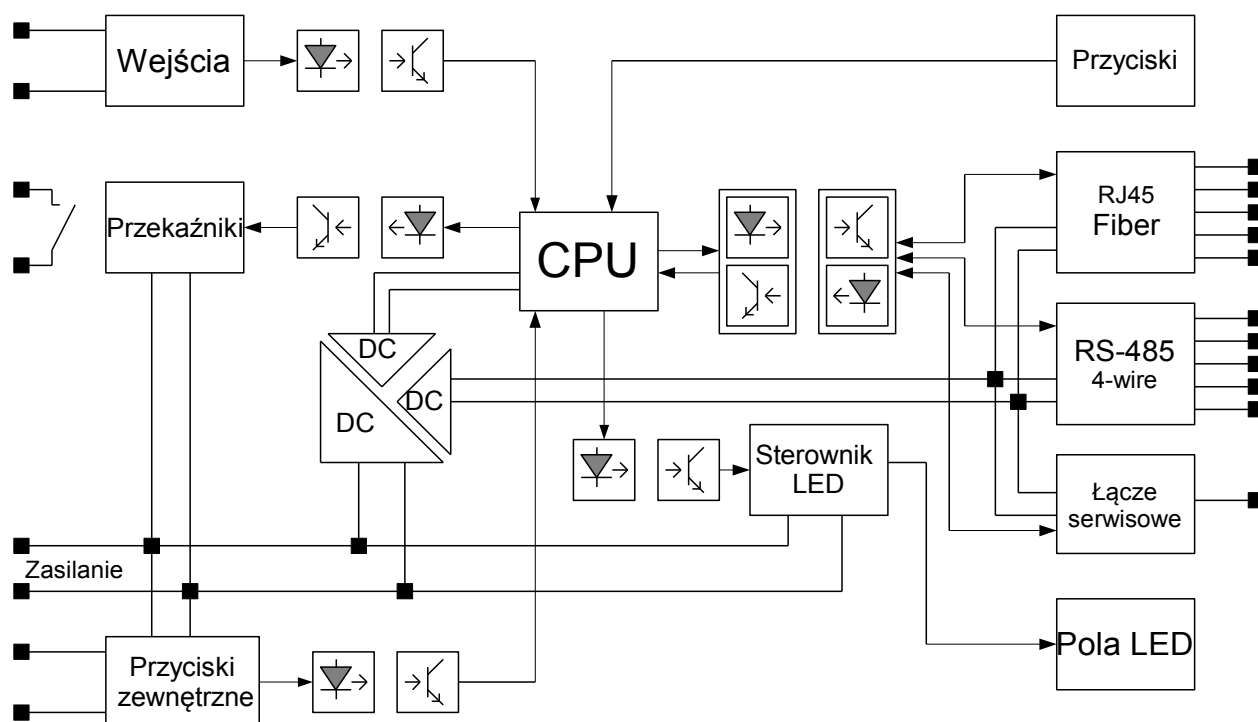 Wejścia
Przyciski
Przekaźniki
CPU
RJ45
Fiber
DC
DC
DC
RS-485
4-wire
Sterownik
LED
Łącze
serwisowe
Zasilanie
Przyciski
zewnętrzne
Pola LED